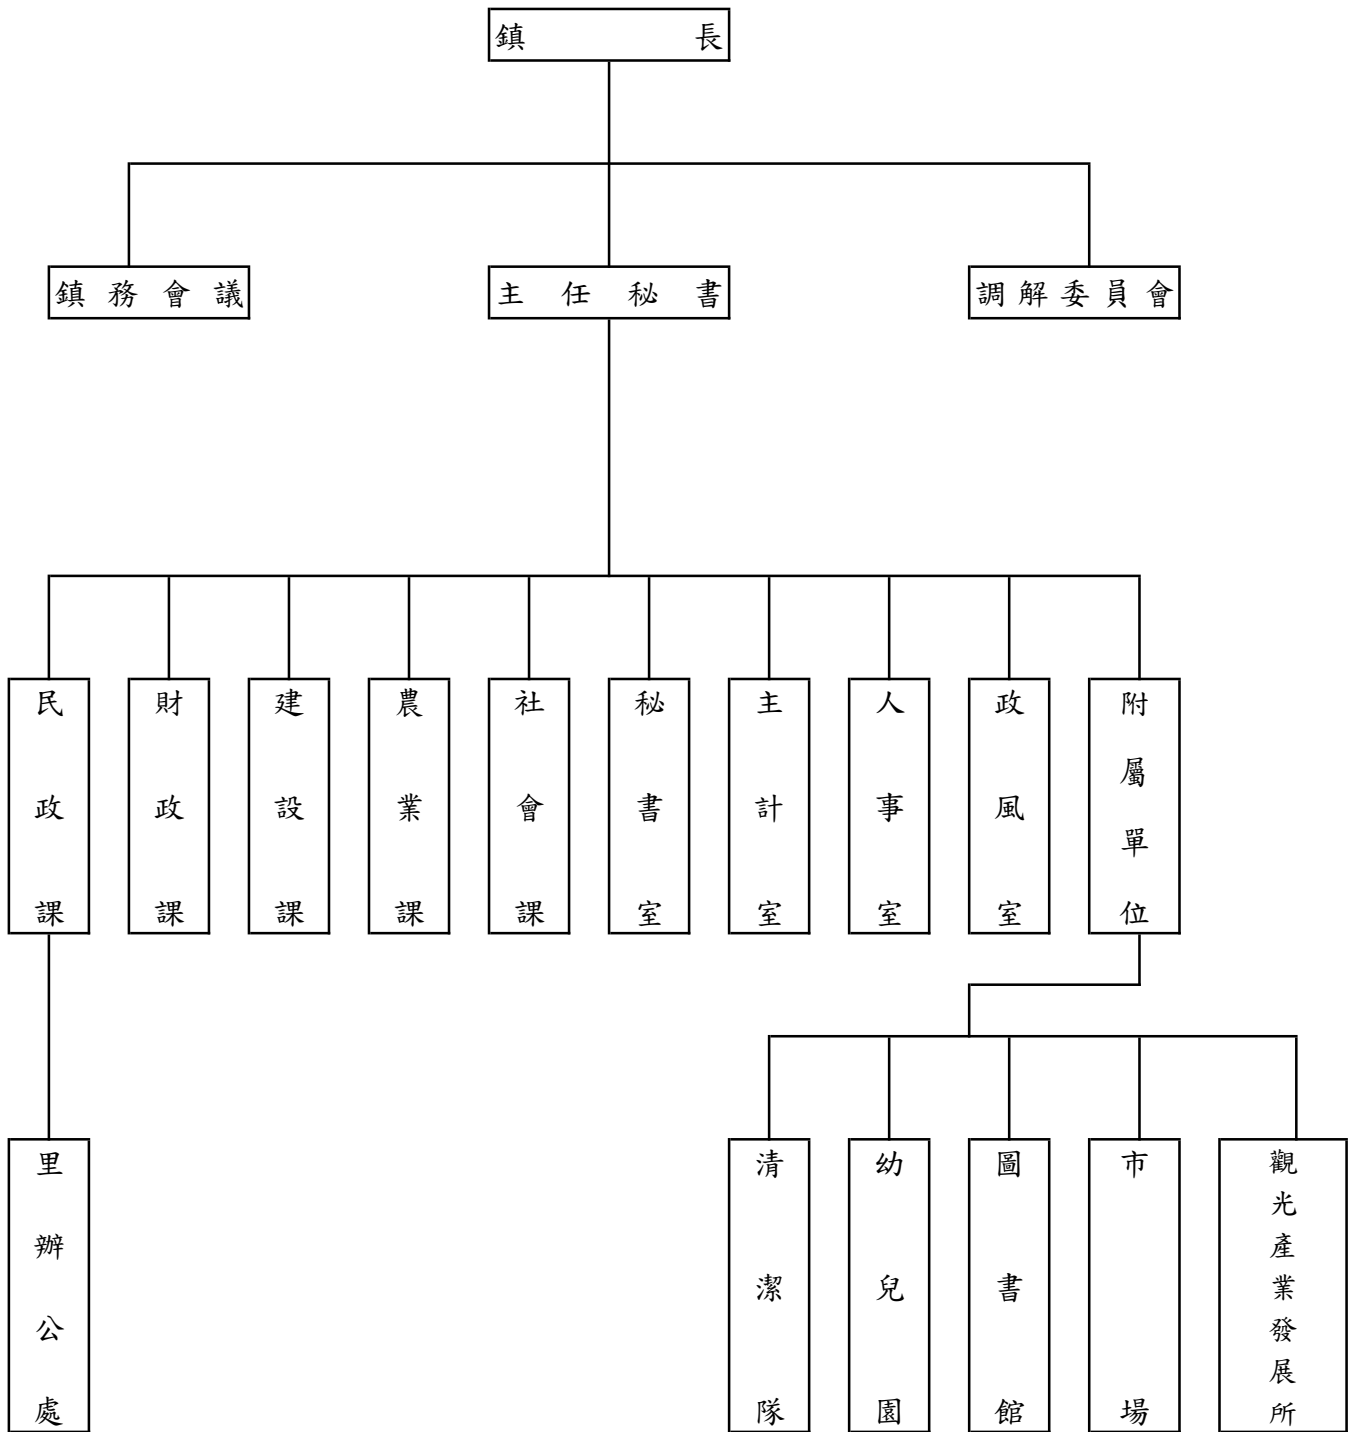 鎮長
鎮務會議
主任秘書
調解委員會
民政課
財政課
建設課
農業課
社會課
秘書室
主計室
人事室
政風室
附屬單位
里辦公處
清潔隊
幼兒園
圖書館
市場
觀光產業發展所